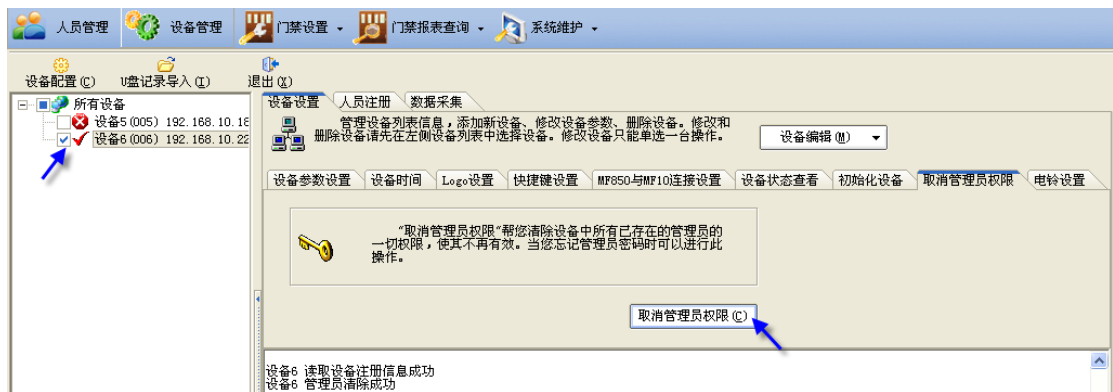 人员管理 设备管理 门禁设置 门禁报表查询 系统维护
设备配置(C) U盘记录导入(I) 退出(X)
所有设备
设备5(005) 192.168.10.18
设备6(006) 192.168.10.22
设备设置 人员注册 数据采集
管理设备列表信息，添加新设备、修改设备参数、删除设备。修改和
删除设备请先在左侧设备列表中选择设备。修改设备只能单选一台操作。
设备编辑(M)
设备参数设置 设备时间 Logo设置 快捷键设置 MF850与MF10连接设置 设备状态查看 初始化设备 取消管理员权限 电铃设置
“取消管理员权限“帮您清除设备中所有已存在的管理员的
一切权限，使其不再有效。当您忘记管理员密码时可以进行此
操作。
取消管理员权限(C)
设备6 读取设备注册信息成功
设备6 管理员清除成功